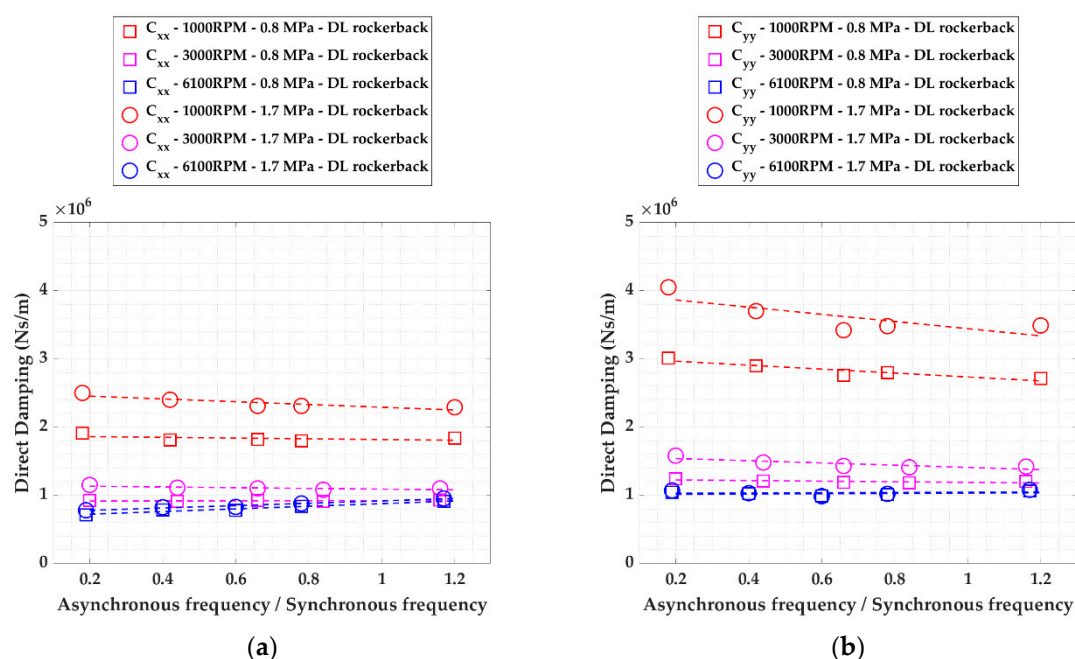 C_xx - 1000RPM - 0.8 MPa - DL rockerback
C_xx - 3000RPM - 0.8 MPa - DL rockerback
C_xx - 6100RPM - 0.8 MPa - DL rockerback
C_xx - 1000RPM - 1.7 MPa - DL rockerback
C_xx - 3000RPM - 1.7 MPa - DL rockerback
C_xx - 6100RPM - 1.7 MPa - DL rockerback
×10^6
5
4
3
2
1
0
Direct Damping (Ns/m)
0.2 0.4 0.6 0.8 1 1.2
Asynchronous frequency / Synchronous frequency
(a)
C_yy - 1000RPM - 0.8 MPa - DL rockerback
C_yy - 3000RPM - 0.8 MPa - DL rockerback
C_yy - 6100RPM - 0.8 MPa - DL rockerback
C_yy - 1000RPM - 1.7 MPa - DL rockerback
C_yy - 3000RPM - 1.7 MPa - DL rockerback
C_yy - 6100RPM - 1.7 MPa - DL rockerback
×10^6
5
4
3
2
1
0
Direct Damping (Ns/m)
0.2 0.4 0.6 0.8 1 1.2
Asynchronous frequency / Synchronous frequency
(b)